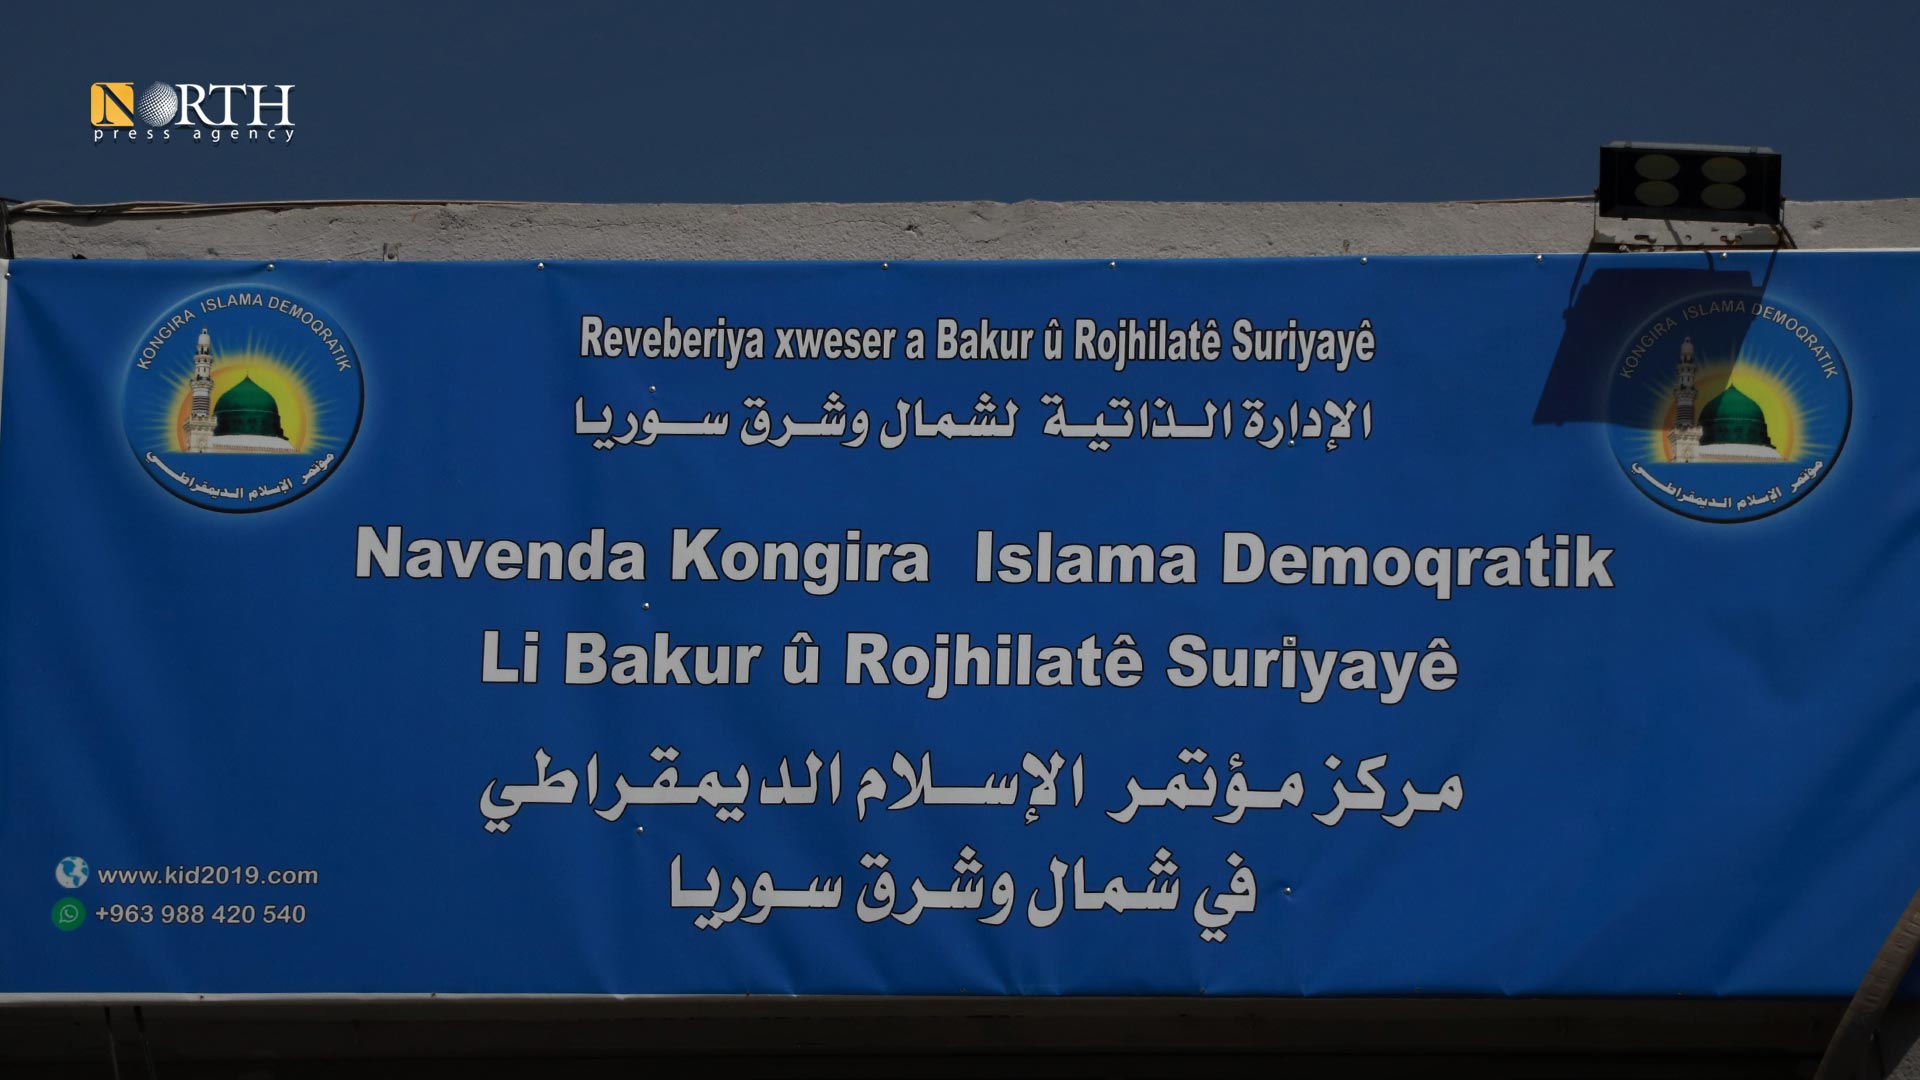 NORTH
press agency
KONGIRA ISLAMA DEMOQRATIK
مؤتمر الإسلام الديمقراطي
KONGIRA ISLAMA DEMOQRATIK
مؤتمر الإسلام الديمقراطي
Reveberiya xweser a Bakur û Rojhilatê Suriyayê
الإدارة الذاتية لشمال وشرق سوريا
Navenda Kongira Islama Demoqratik
Li Bakur û Rojhilatê Suriyayê
مركز مؤتمر الإسلام الديمقراطي
في شمال وشرق سوريا
www.kid2019.com
+963 988 420 540